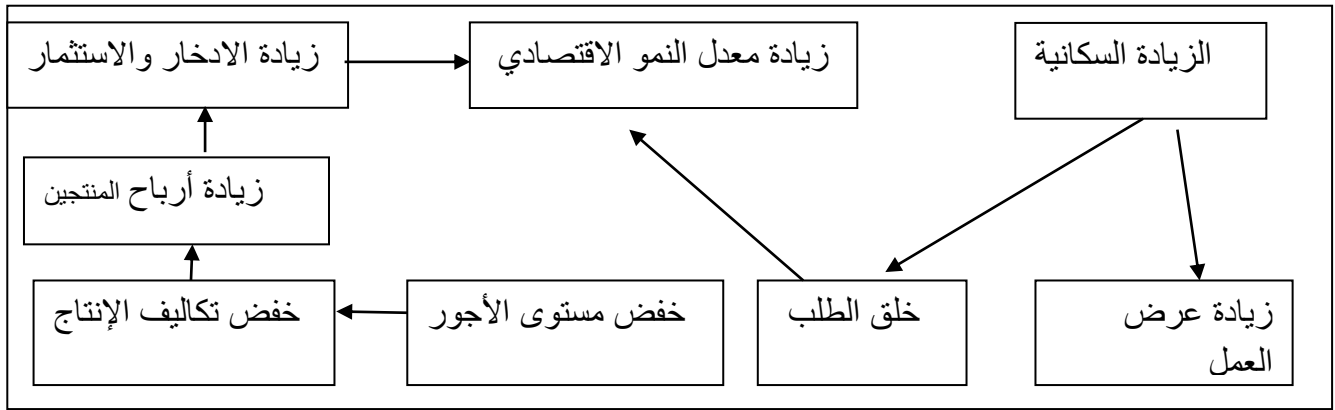 الزيادة السكانية
زيادة معدل النمو الاقتصادي
زيادة الادخار والاستثمار
زيادة أرباح المنتجين
زيادة عرض
العمل
خلق الطلب
خفض مستوى الأجور
خفض تكاليف الإنتاج